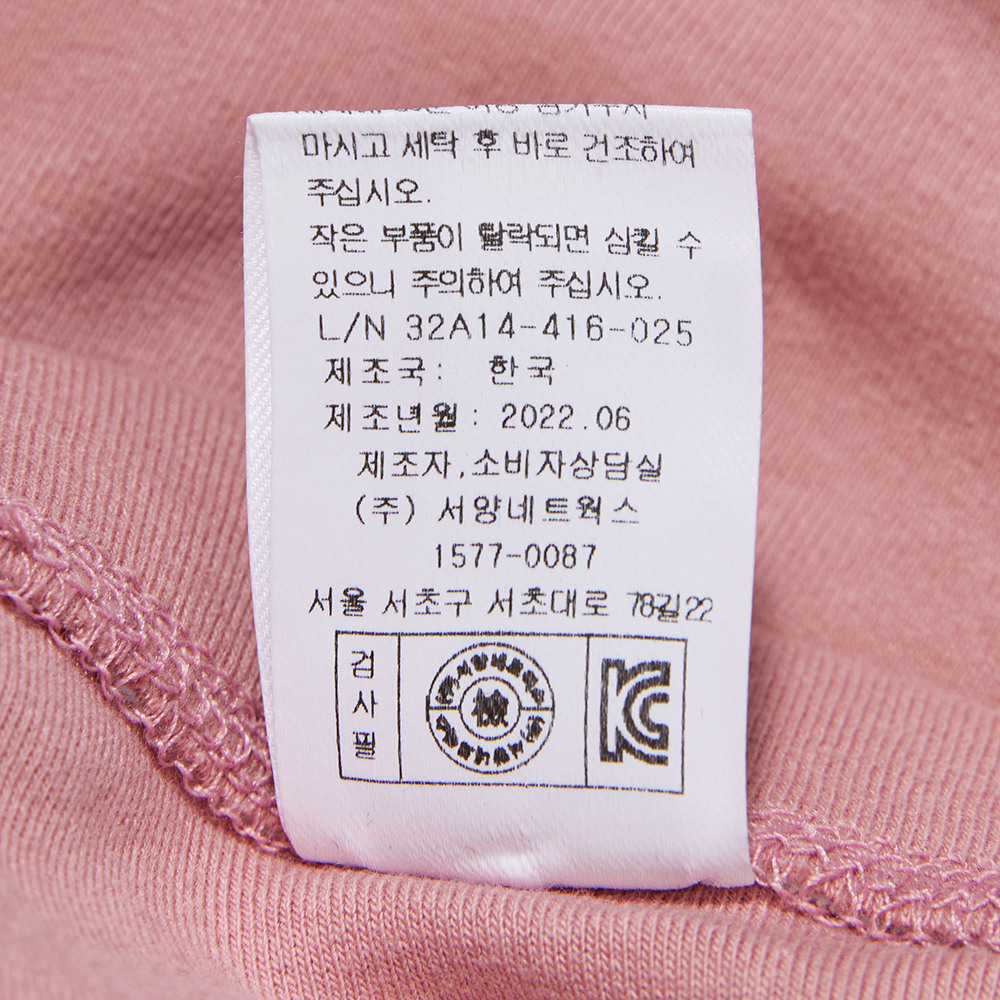 마시고 세탁 후 바로 건조하여
주십시오.
작은 부품이 탈락되면 삼킬 수
있으니 주의하여 주십시오.
L/N 32A14-416-025
제조국: 한국
제조년월: 2022.06
제조자,소비자상담실
(주) 서양네트웍스
1577-0087
서울 서초구 서초대로 78길22
검사필
KC